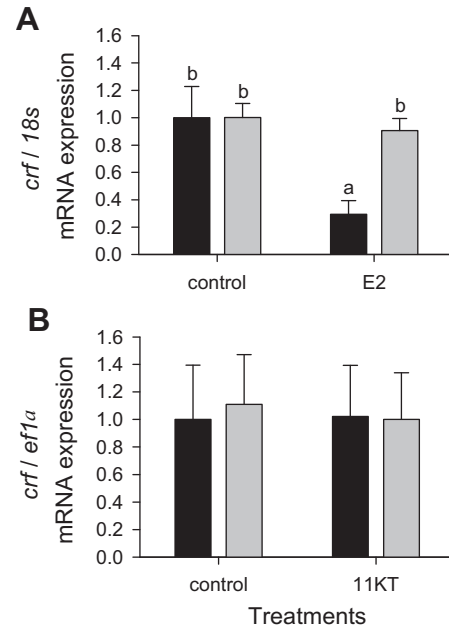 A
crf / 18s
mRNA expression
1.6
1.4
1.2
1.0
0.8
0.6
0.4
0.2
0.0
b
b
a
b
control
E2
B
crf / ef1α
mRNA expression
1.6
1.4
1.2
1.0
0.8
0.6
0.4
0.2
0.0
control
11KT
Treatments